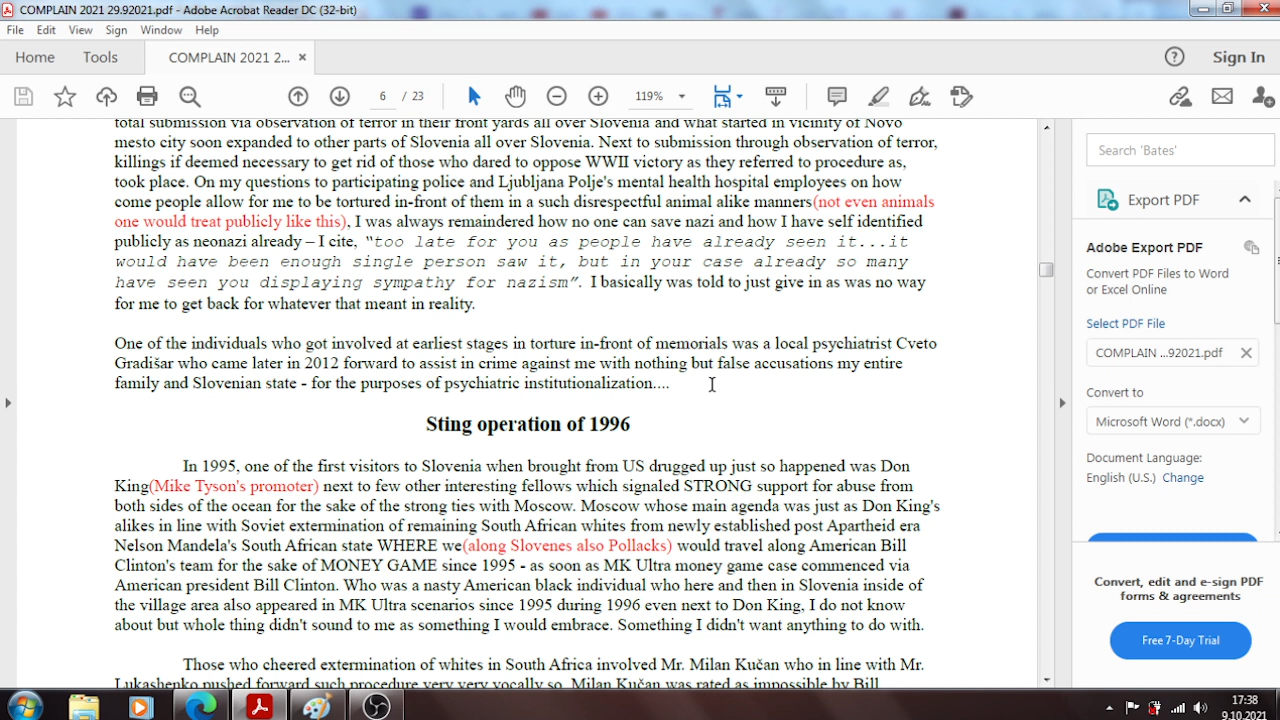 COMPLAIN 2021 29.92021.pdf - Adobe Acrobat Reader DC (32-bit)
File Edit View Sign Window Help
Home Tools COMPLAIN 2021 2... × Sign In
6 / 23 119%
total submission via observation of terror in their front yards all over Slovenia and what started in vicinity of Novo
mesto city soon expanded to other parts of Slovenia all over Slovenia. Next to submission through observation of terror,
killings if deemed necessary to get rid of those who dared to oppose WWII victory as they referred to procedure as,
took place. On my questions to participating police and Ljubljana Polje's mental health hospital employees on how
come people allow for me to be tortured in-front of them in a such disrespectful animal alike manners(not even animals
one would treat publicly like this), I was always remaindered how no one can save nazi and how I have self identified
publicly as neonazi already – I cite, "too late for you as people have already seen it...it
would have been enough single person saw it, but in your case already so many
have seen you displaying sympathy for nazism". I basically was told to just give in as was no way
for me to get back for whatever that meant in reality.
One of the individuals who got involved at earliest stages in torture in-front of memorials was a local psychiatrist Cveto
Gradišar who came later in 2012 forward to assist in crime against me with nothing but false accusations my entire
family and Slovenian state - for the purposes of psychiatric institutionalization....
Sting operation of 1996
In 1995, one of the first visitors to Slovenia when brought from US drugged up just so happened was Don
King(Mike Tyson's promoter) next to few other interesting fellows which signaled STRONG support for abuse from
both sides of the ocean for the sake of the strong ties with Moscow. Moscow whose main agenda was just as Don King's
alikes in line with Soviet extermination of remaining South African whites from newly established post Apartheid era
Nelson Mandela's South African state WHERE we(along Slovenes also Pollacks) would travel along American Bill
Clinton's team for the sake of MONEY GAME since 1995 - as soon as MK Ultra money game case commenced via
American president Bill Clinton. Who was a nasty American black individual who here and then in Slovenia inside of
the village area also appeared in MK Ultra scenarios since 1995 during 1996 even next to Don King, I do not know
about but whole thing didn't sound to me as something I would embrace. Something I didn't want anything to do with.
Those who cheered extermination of whites in South Africa involved Mr. Milan Kučan who in line with Mr.
Lukashenko pushed forward such procedure very very vocally so. Milan Kučan was rated as impossible by Bill
Search 'Bates'
Export PDF
Adobe Export PDF
Convert PDF Files to Word
or Excel Online
Select PDF File
COMPLAIN ...92021.pdf
Convert to
Microsoft Word (*.docx)
Document Language:
English (U.S.) Change
Convert, edit and e-sign PDF
forms & agreements
Free 7-Day Trial
17:38
9.10.2021